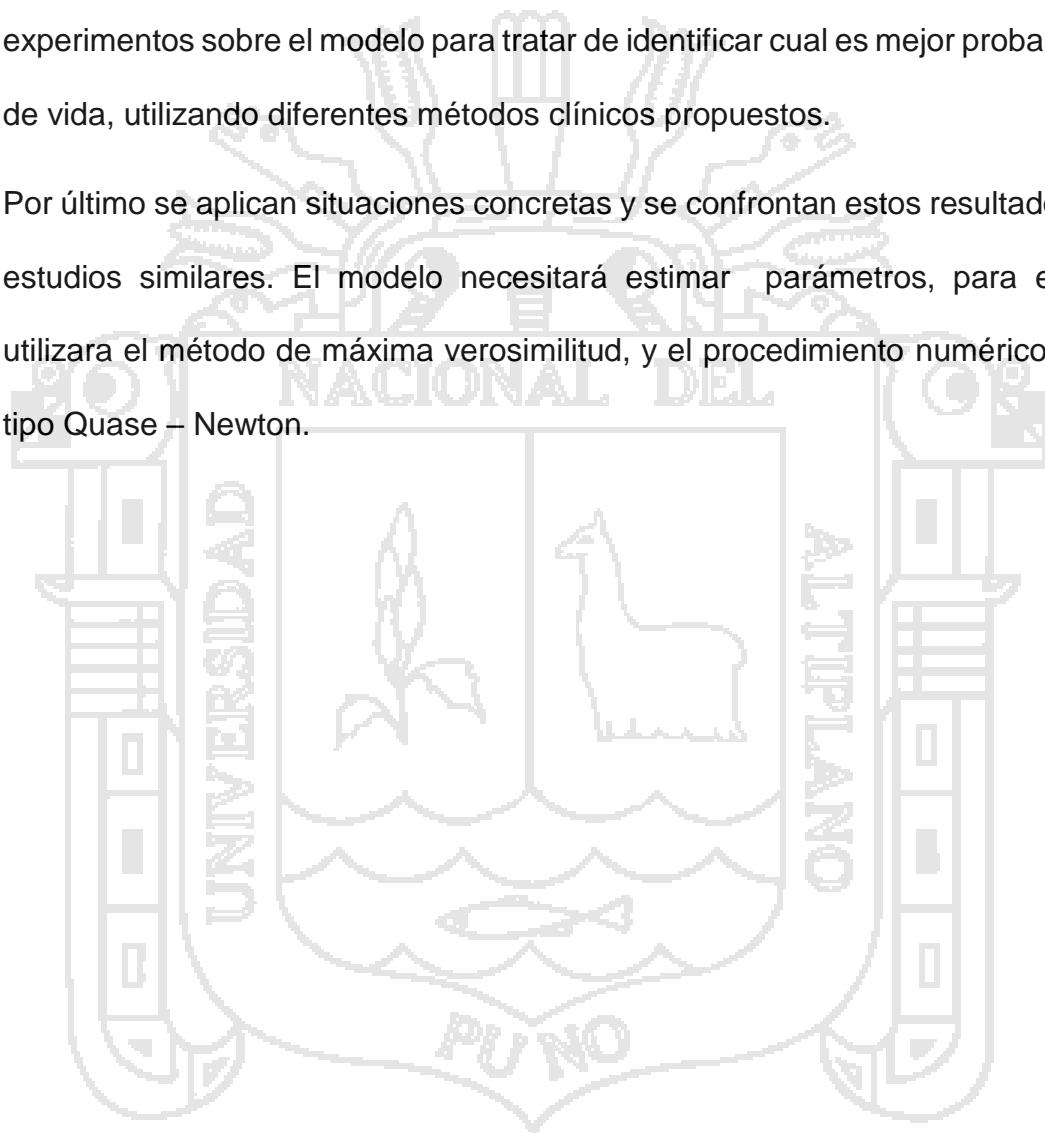 experimentos sobre el modelo para tratar de identificar cual es mejor proba
de vida, utilizando diferentes métodos clínicos propuestos.
Por último se aplican situaciones concretas y se confrontan estos resultad
estudios similares. El modelo necesitará estimar parámetros, para e
utilizara el método de máxima verosimilitud, y el procedimiento numérico
tipo Quase – Newton.
NACIONAL DEL
UNIVERSIDAD
ALTIPLANO
PUNO